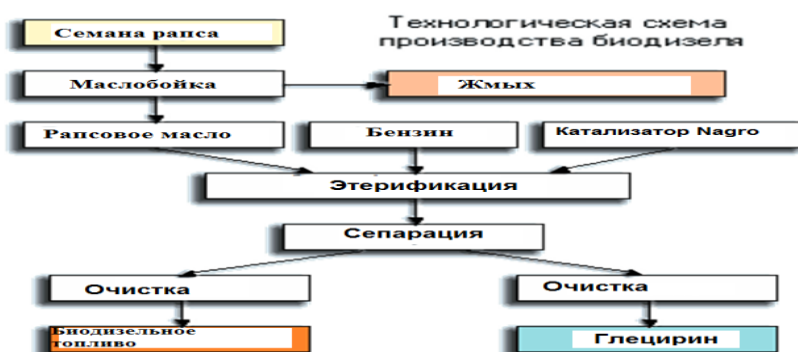 Технологическая схема
производства биодизеля
Семана рапса
Маслобойка
Жмых
Рапсовое масло
Бензин
Катализатор Nagro
Этерификация
Сепарация
Очистка
Очистка
Биодизельное
топливо
Глецирин